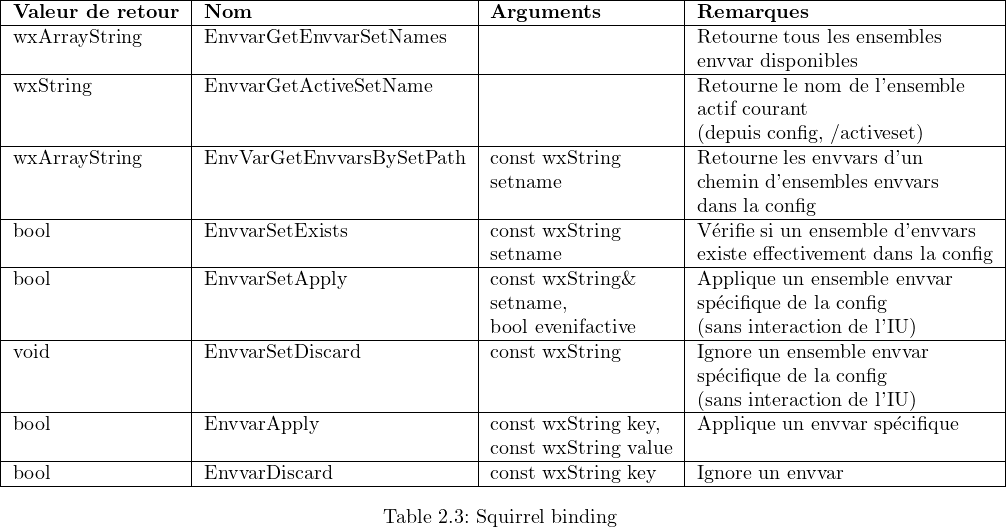 Valeur de retour Nom Arguments Remarques
wxArrayString EnvvarGetEnvvarSetNames Retourne tous les ensembles
envvar disponibles
wxString EnvvarGetActiveSetName Retourne le nom de l'ensemble
actif courant
(depuis config, /activeset)
wxArrayString EnvVarGetEnvvarsBySetPath const wxString Retourne les envvars d'un
setname chemin d'ensembles envvars
dans la config
bool EnvvarSetExists const wxString Vérifie si un ensemble d'envvars
setname existe effectivement dans la config
bool EnvvarSetApply const wxString& Applique un ensemble envvar
setname, spécifique de la config
bool evenifactive (sans interaction de l'IU)
void EnvvarSetDiscard const wxString Ignore un ensemble envvar
spécifique de la config
(sans interaction de l'IU)
bool EnvvarApply const wxString key, Applique un envvar spécifique
const wxString value
bool EnvvarDiscard const wxString key Ignore un envvar
Table 2.3: Squirrel binding